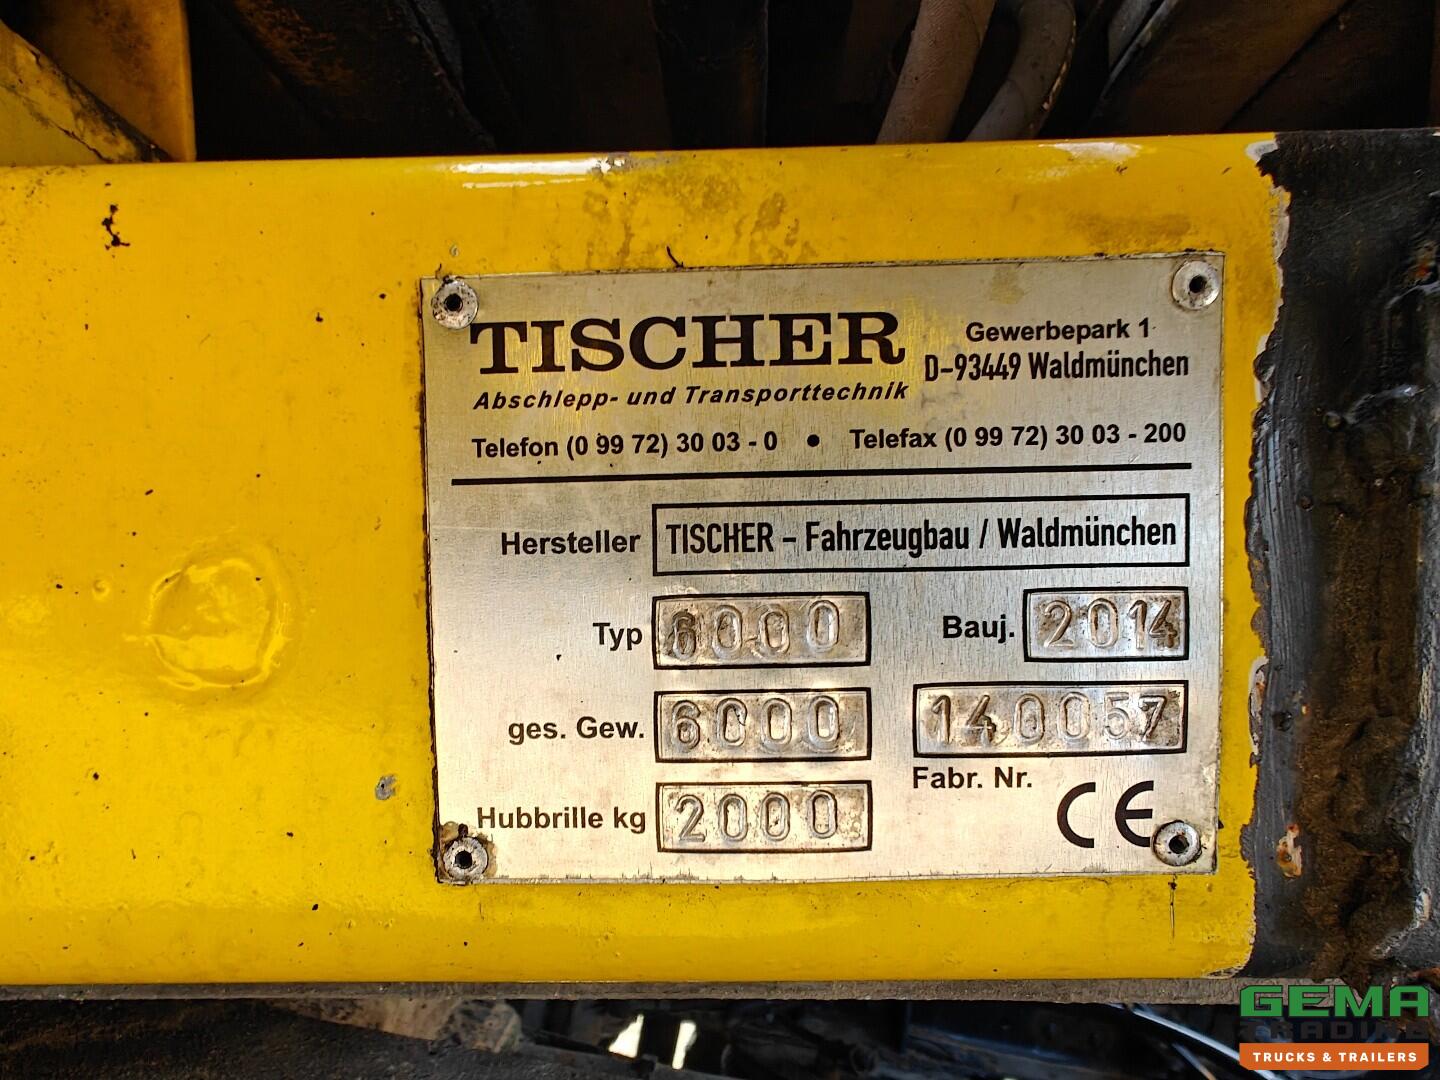 TISCHER
Abschlepp- und Transporttechnik
Gewerbepark 1
D-93449 Waldmünchen
Telefon (0 99 72) 30 03 - 0 • Telefax (0 99 72) 30 03 - 200
Hersteller TISCHER - Fahrzeugbau / Waldmünchen
Typ 6000 Bauj. 2014
ges. Gew. 6000 140057
Fabr. Nr.
Hubbrille kg 2000
CE
GEMA
TRADING
TRUCKS & TRAILERS